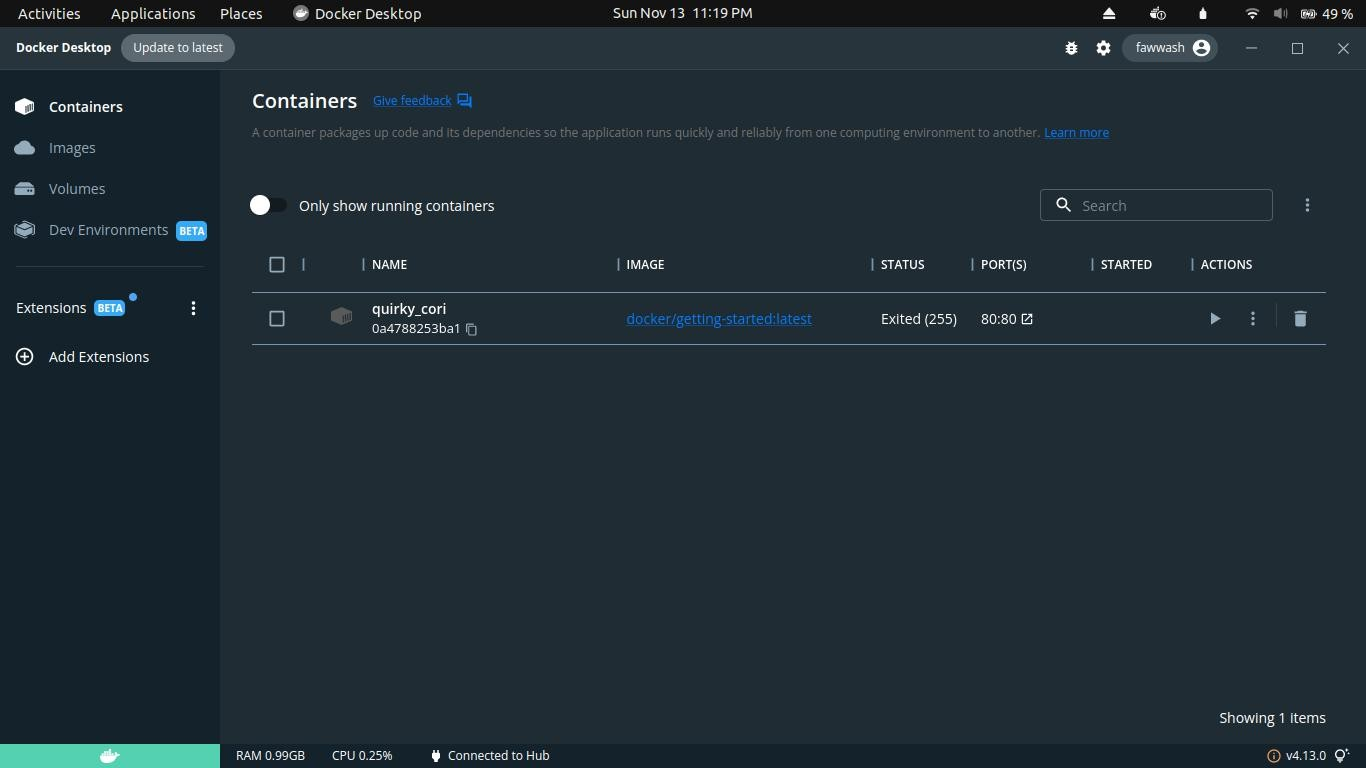 Activities Applications Places Docker Desktop Sun Nov 13 11:19 PM 49 %
Docker Desktop Update to latest fawwash
Containers
Images
Volumes
Dev Environments BETA
Extensions BETA
Add Extensions
Containers Give feedback
A container packages up code and its dependencies so the application runs quickly and reliably from one computing environment to another. Learn more
Only show running containers Search
NAME IMAGE STATUS PORT(S) STARTED ACTIONS
quirky_cori
0a4788253ba1 docker/getting-started:latest Exited (255) 80:80
Showing 1 items
RAM 0.99GB CPU 0.25% Connected to Hub v4.13.0